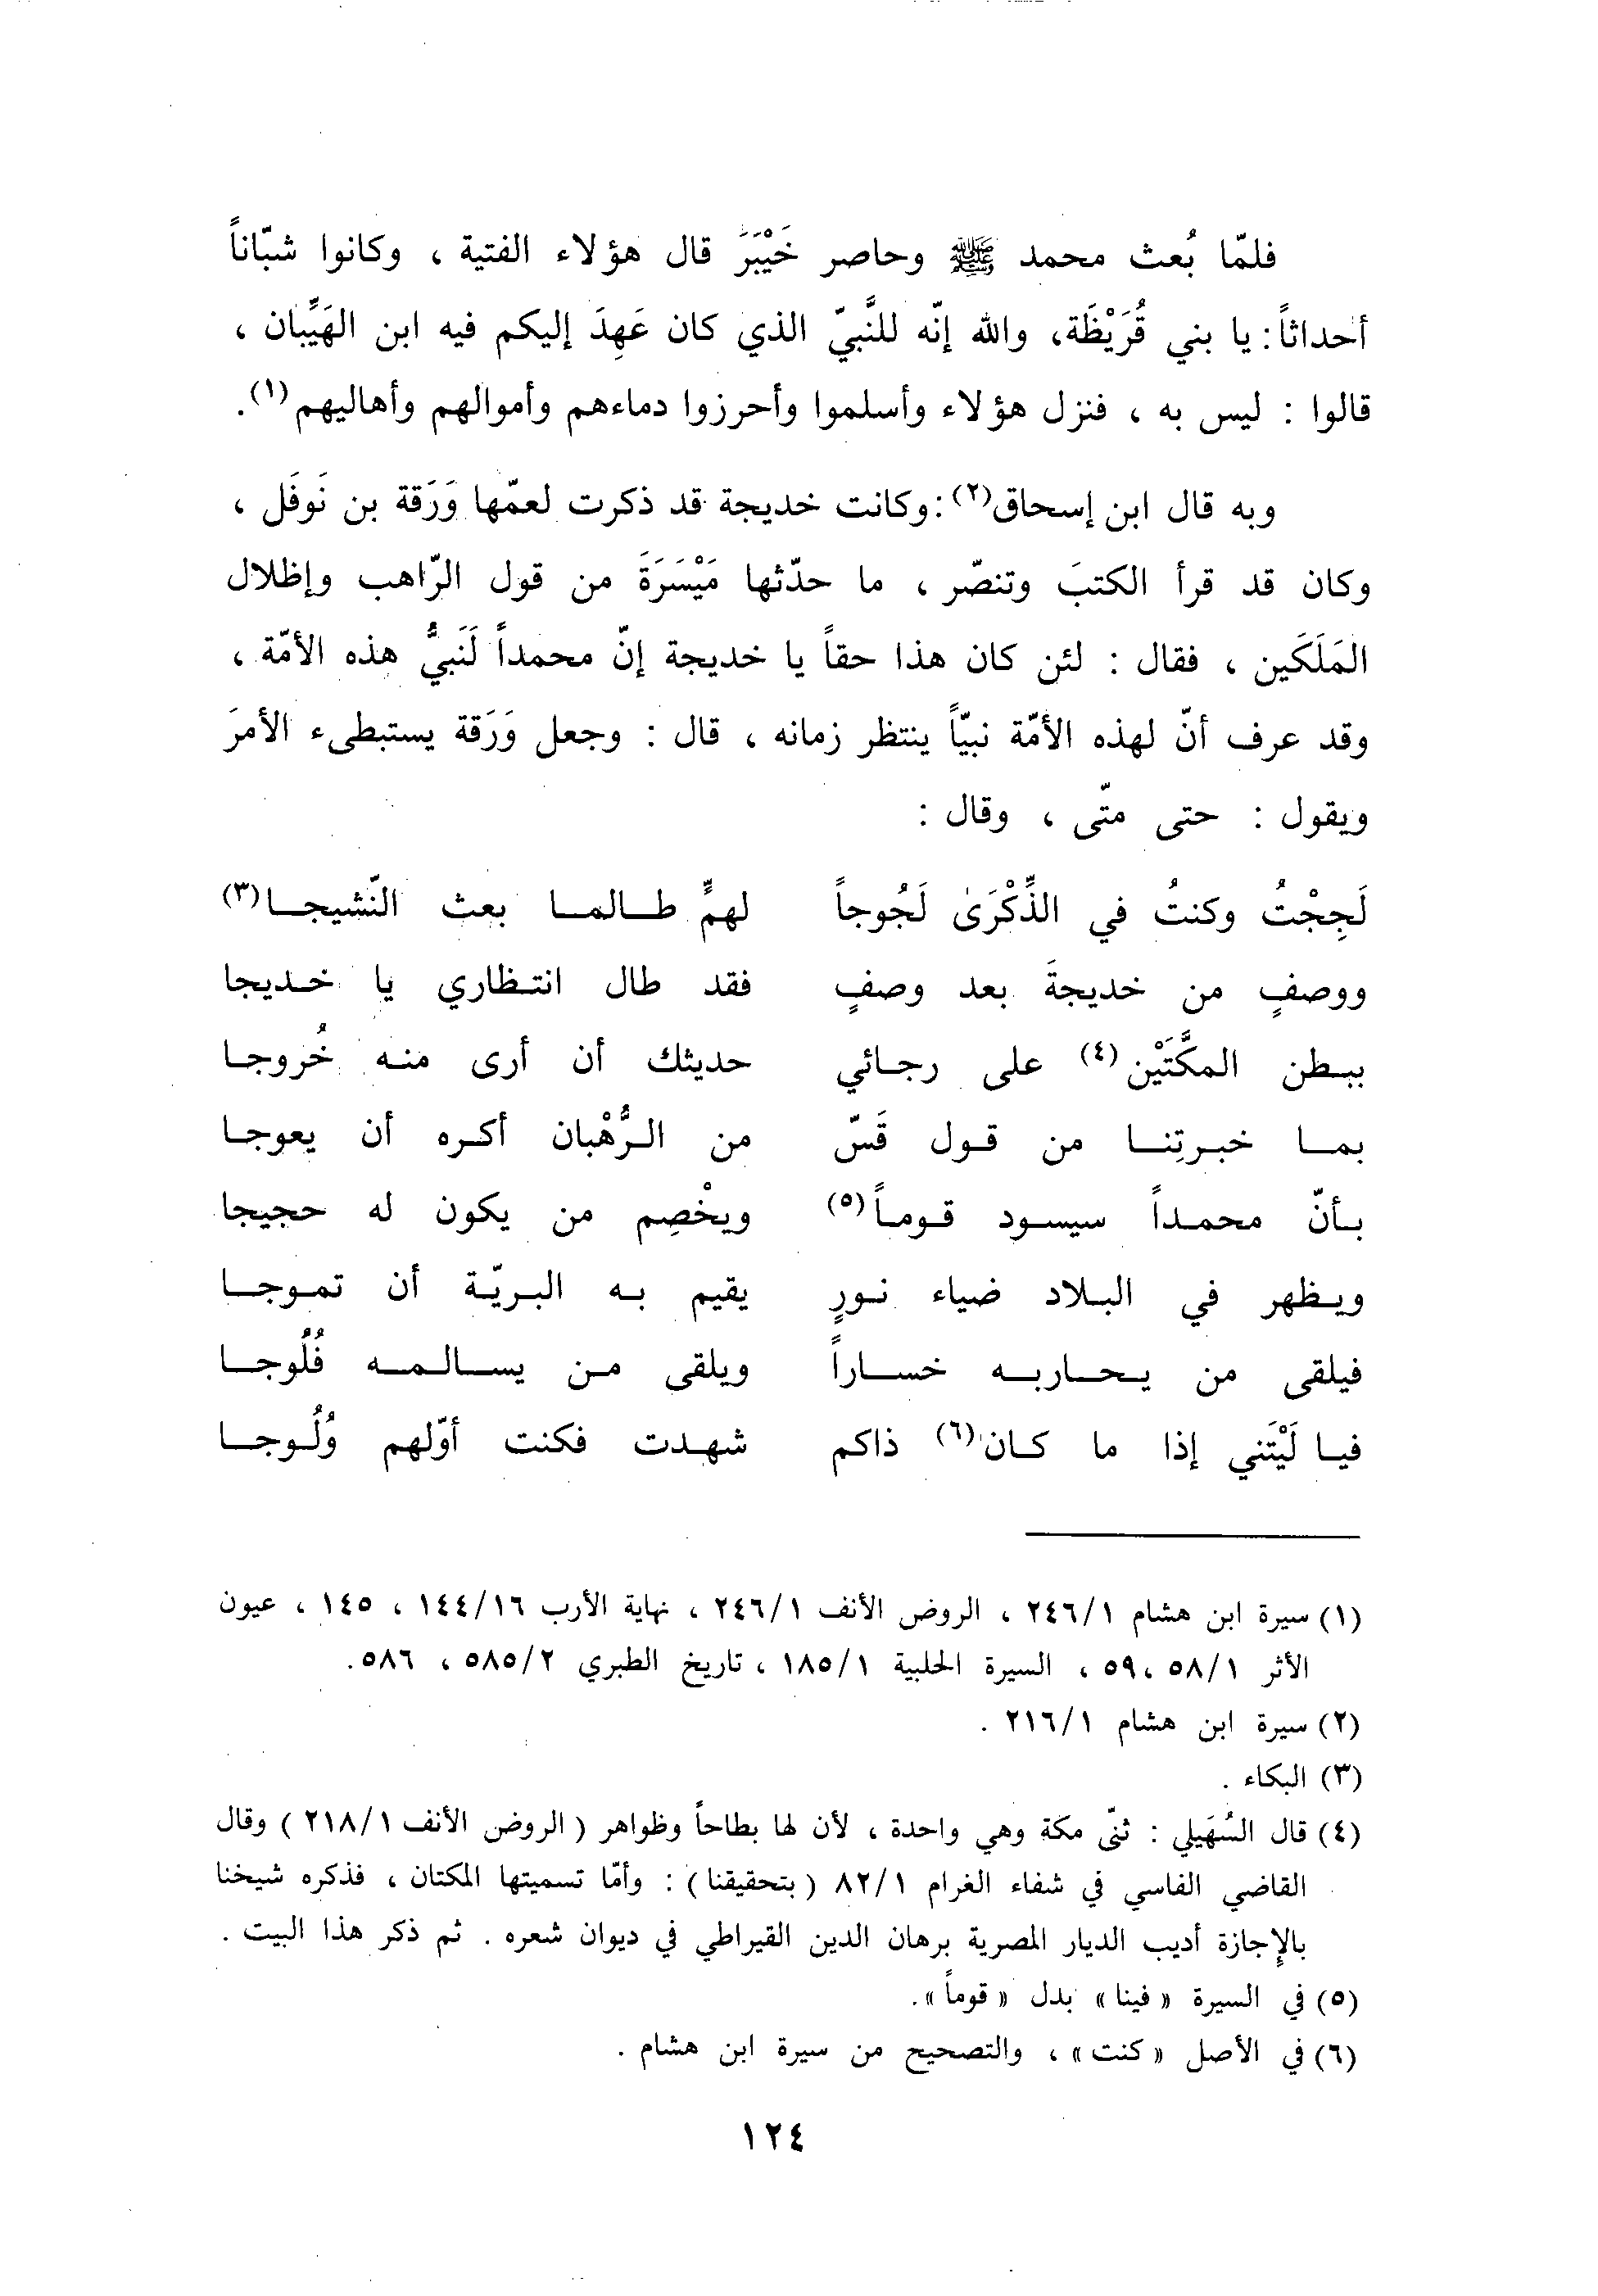 فلمّا بُعث محمد ﷺ وحاصر خَيْبَرَ قال هؤلاء الفتية ، وكانوا شبّاناً
أحداثاً : يا بني قُرَيْظَة، والله إنّه للنَّبيّ الذي كان عَهِدَ إليكم فيه ابن الهَيِّبان ،
قالوا : ليس به ، فنزل هؤلاء وأسلموا وأحرزوا دماءهم وأموالهم وأهاليهم(١).
وبه قال ابن إسحاق(٢) : وكانت خديجة قد ذكرت لعمّها وَرَقة بن نَوفَل ،
وكان قد قرأ الكتبَ وتنصّر ، ما حدّثها مَيْسَرَةَ من قول الرّاهب وإظلال
المَلَكَين ، فقال : لئن كان هذا حقاً يا خديجة إنّ محمداً لَنَبيُّ هذه الأمّة ،
وقد عرف أنّ لهذه الأمّة نبيّاً ينتظر زمانه ، قال : وجعل وَرَقة يستبطىء الأمرَ
ويقول : حتى متّى ، وقال :
لَجِجْتُ وكنتُ في الذِّكْرَىٰ لَجُوجاً لهمٍّ طالما بعث النّشيجا(٣)
ووصفٍ من خديجةَ بعد وصفٍ فقد طال انتظاري يا خديجا
ببطن المكَّتَيْن(٤) على رجائي حديثك أن أرى منه خُروجا
بما خبرتِنا من قول قَسّ من الرُّهْبان أكره أن يعوجا
بأنّ محمداً سيسود قوماً(٥) ويخْصِم من يكون له حجيجا
ويظهر في البلاد ضياء نورٍ يقيم به البريّة أن تموجا
فيلقى من يحاربه خساراً ويلقى من يسالمه فُلُوجا
فيا لَيْتَني إذا ما كان(٦) ذاكم شهدت فكنت أوّلهم وُلُوجا
(١) سيرة ابن هشام ٢٤٦/١ ، الروض الأنف ٢٤٦/١ ، نهاية الأرب ١٤٤/١٦ ، ١٤٥ ، عيون
الأثر ٥٨/١ ،٥٩ ، السيرة الحلبية ١٨٥/١ ، تاريخ الطبري ٥٨٥/٢ ، ٥٨٦.
(٢) سيرة ابن هشام ٢١٦/١ .
(٣) البكاء .
(٤) قال السُهَيلي : ثنّى مكة وهي واحدة ، لأن لها بطاحاً وظواهر ( الروض الأنف ٢١٨/١ ) وقال
القاضي الفاسي في شفاء الغرام ٨٢/١ ( بتحقيقنا ) : وأمّا تسميتها المكتان ، فذكره شيخنا
بالإجازة أديب الديار المصرية برهان الدين القيراطي في ديوان شعره . ثم ذكر هذا البيت .
(٥) في السيرة « فينا » بدل « قوماً ».
(٦) في الأصل « كنت » ، والتصحيح من سيرة ابن هشام .
١٢٤